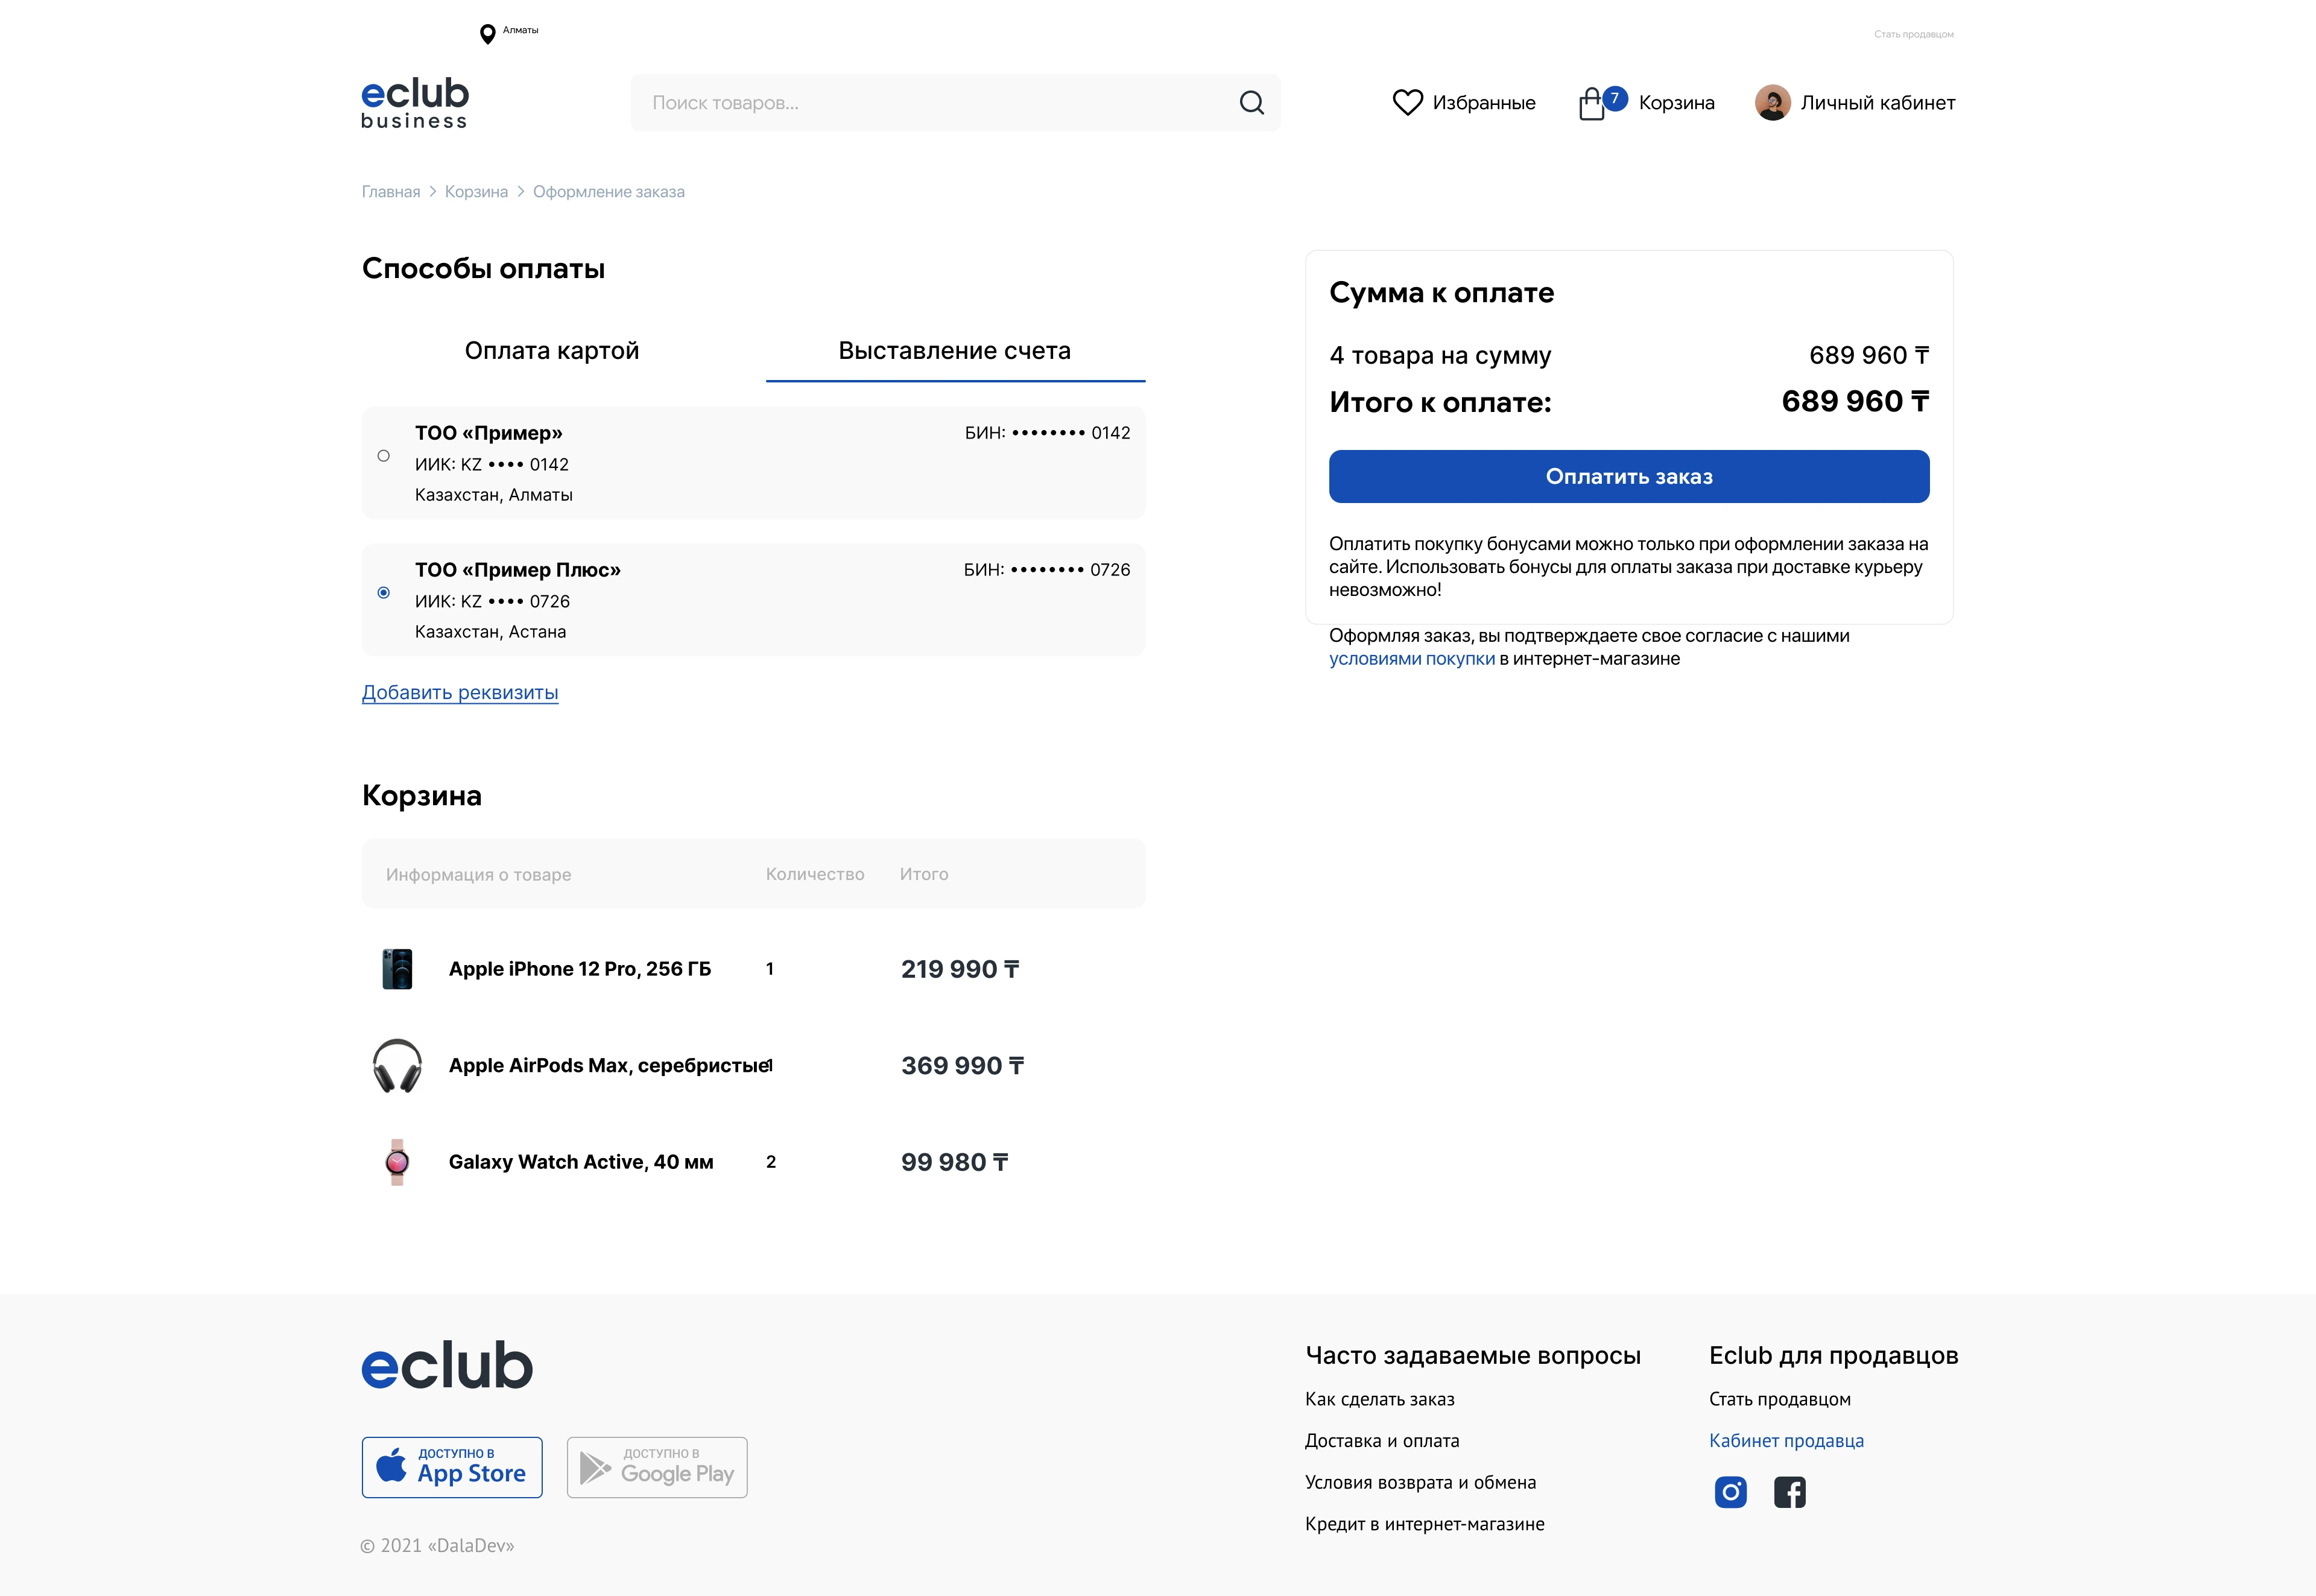 Алматы
Стать продавцом
eclub
business
Поиск товаров...
Избранные
7
Корзина
Личный кабинет
Главная > Корзина > Оформление заказа
Способы оплаты
Оплата картой
Выставление счета
ТОО «Пример»
БИН: •••••••• 0142
ИИК: KZ •••• 0142
Казахстан, Алматы
ТОО «Пример Плюс»
БИН: •••••••• 0726
ИИК: KZ •••• 0726
Казахстан, Астана
Добавить реквизиты
Сумма к оплате
4 товара на сумму 689 960 ₸
Итого к оплате: 689 960 ₸
Оплатить заказ
Оплатить покупку бонусами можно только при оформлении заказа на
сайте. Использовать бонусы для оплаты заказа при доставке курьеру
невозможно!
Оформляя заказ, вы подтверждаете свое согласие с нашими
условиями покупки в интернет-магазине
Корзина
Информация о товаре Количество Итого
Apple iPhone 12 Pro, 256 ГБ 1 219 990 ₸
Apple AirPods Max, серебристые 1 369 990 ₸
Galaxy Watch Active, 40 мм 2 99 980 ₸
eclub
ДОСТУПНО В
App Store
ДОСТУПНО В
Google Play
© 2021 «DalaDev»
Часто задаваемые вопросы
Как сделать заказ
Доставка и оплата
Условия возврата и обмена
Кредит в интернет-магазине
Eclub для продавцов
Стать продавцом
Кабинет продавца